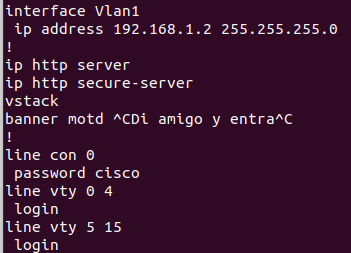 interface Vlan1
 ip address 192.168.1.2 255.255.255.0
!
ip http server
ip http secure-server
vstack
banner motd ^CDi amigo y entra^C
!
line con 0
 password cisco
line vty 0 4
 login
line vty 5 15
 login